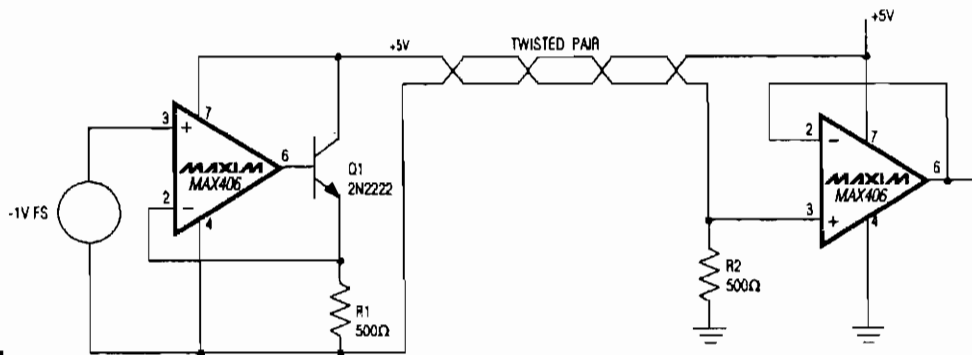 +5V
TWISTED PAIR
+5V
3
+
7
MAXIM
MAX406
6
2
-
4
-1V FS
Q1
2N2222
R1
500Ω
2
-
7
MAXIM
MAX406
6
3
+
4
R2
500Ω